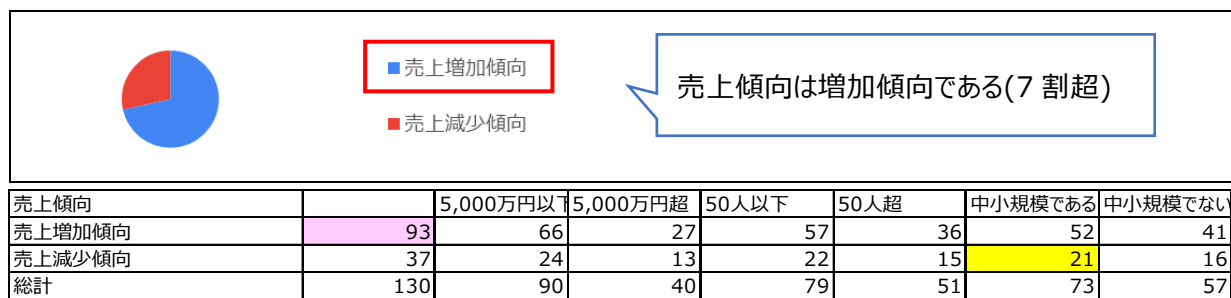 売上増加傾向
売上減少傾向
売上傾向は増加傾向である(7 割超)
売上傾向 5,000万円以下 5,000万円超 50人以下 50人超 中小規模である 中小規模でない
売上増加傾向 93 66 27 57 36 52 41
売上減少傾向 37 24 13 22 15 21 16
総計 130 90 40 79 51 73 57